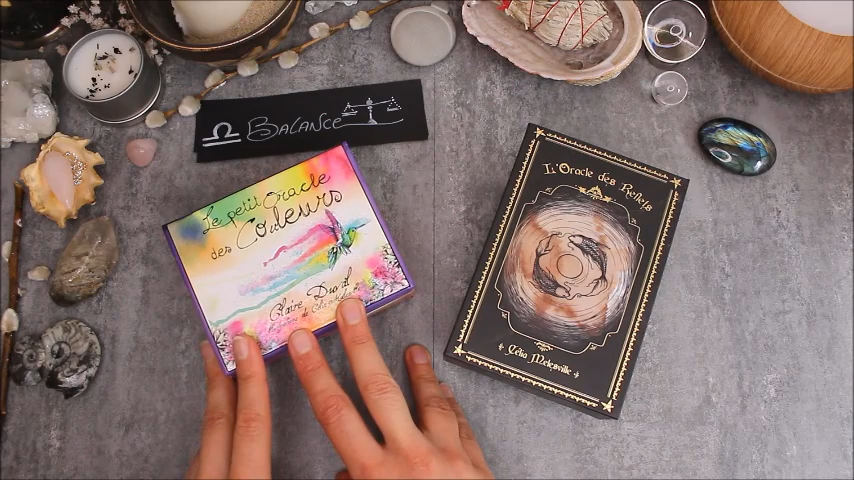 ♎ BALANCE
Le petit Oracle
des Couleurs
Claire Duval
L'Oracle des Reflets
Célia Melesville